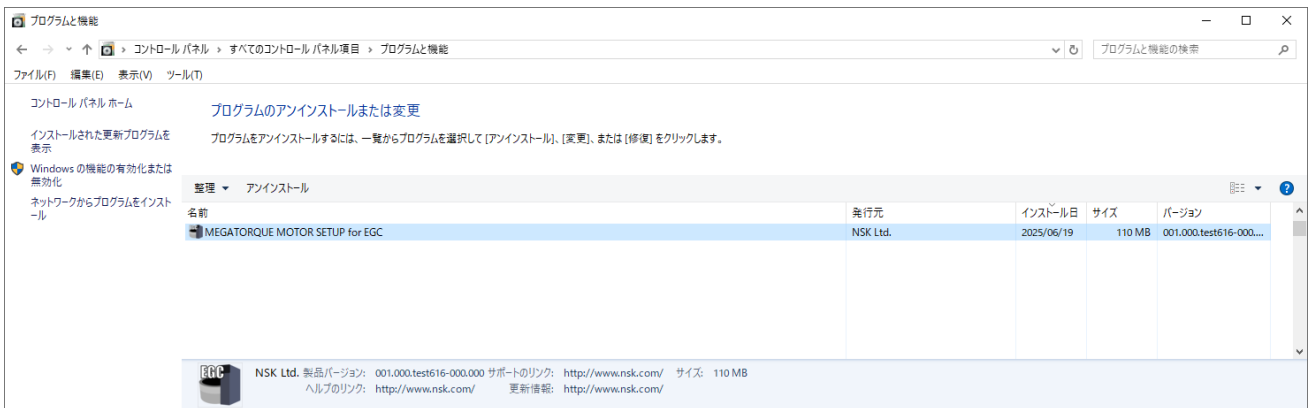 プログラムと機能
コントロール パネル › すべてのコントロール パネル項目 › プログラムと機能
プログラムと機能の検索
ファイル(F) 編集(E) 表示(V) ツール(T)
コントロール パネル ホーム
インストールされた更新プログラムを
表示
Windows の機能の有効化または
無効化
ネットワークからプログラムをインスト
ール
プログラムのアンインストールまたは変更
プログラムをアンインストールするには、一覧からプログラムを選択して [アンインストール]、[変更]、または [修復] をクリックします。
整理 アンインストール
名前 発行元 インストール日 サイズ バージョン
MEGATORQUE MOTOR SETUP for EGC NSK Ltd. 2025/06/19 110 MB 001.000.test616-000....
EGC
NSK Ltd. 製品バージョン: 001.000.test616-000.000 サポートのリンク: http://www.nsk.com/ サイズ: 110 MB
ヘルプのリンク: http://www.nsk.com/ 更新情報: http://www.nsk.com/